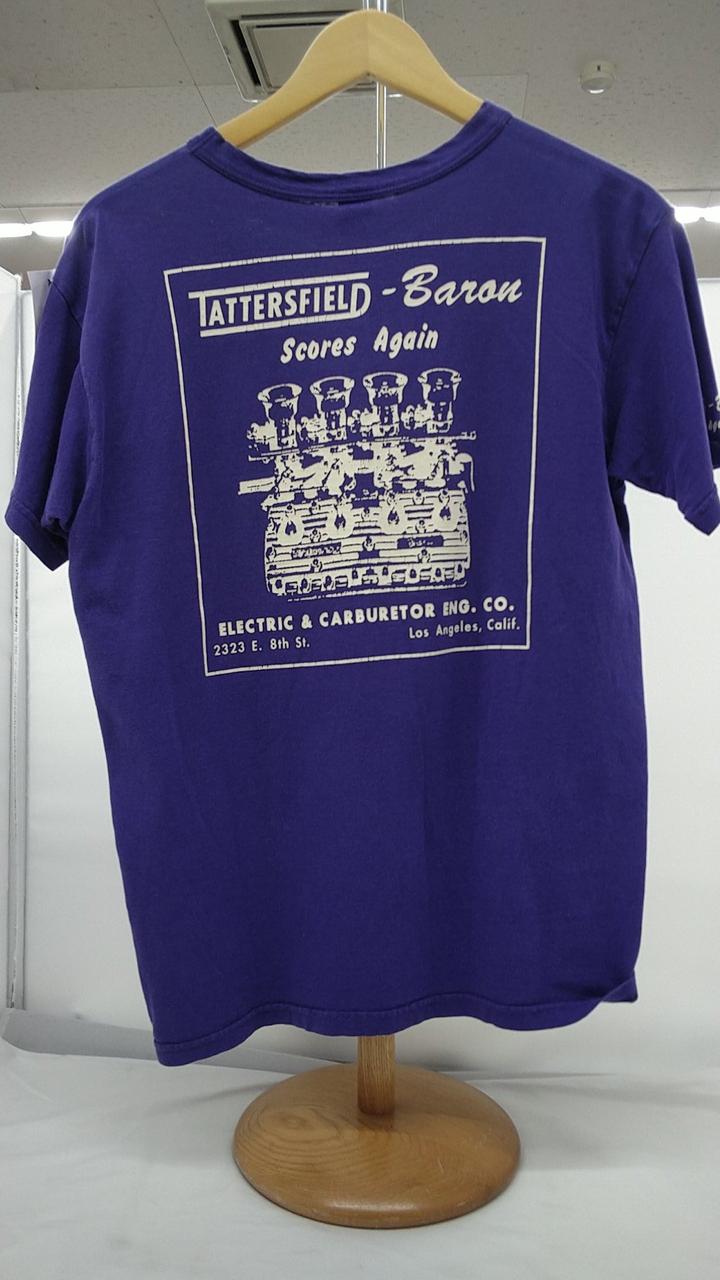 TATTERSFIELD - Baron
Scores Again
ELECTRIC & CARBURETOR ENG. CO.
2323 E. 8th St. Los Angeles, Calif.